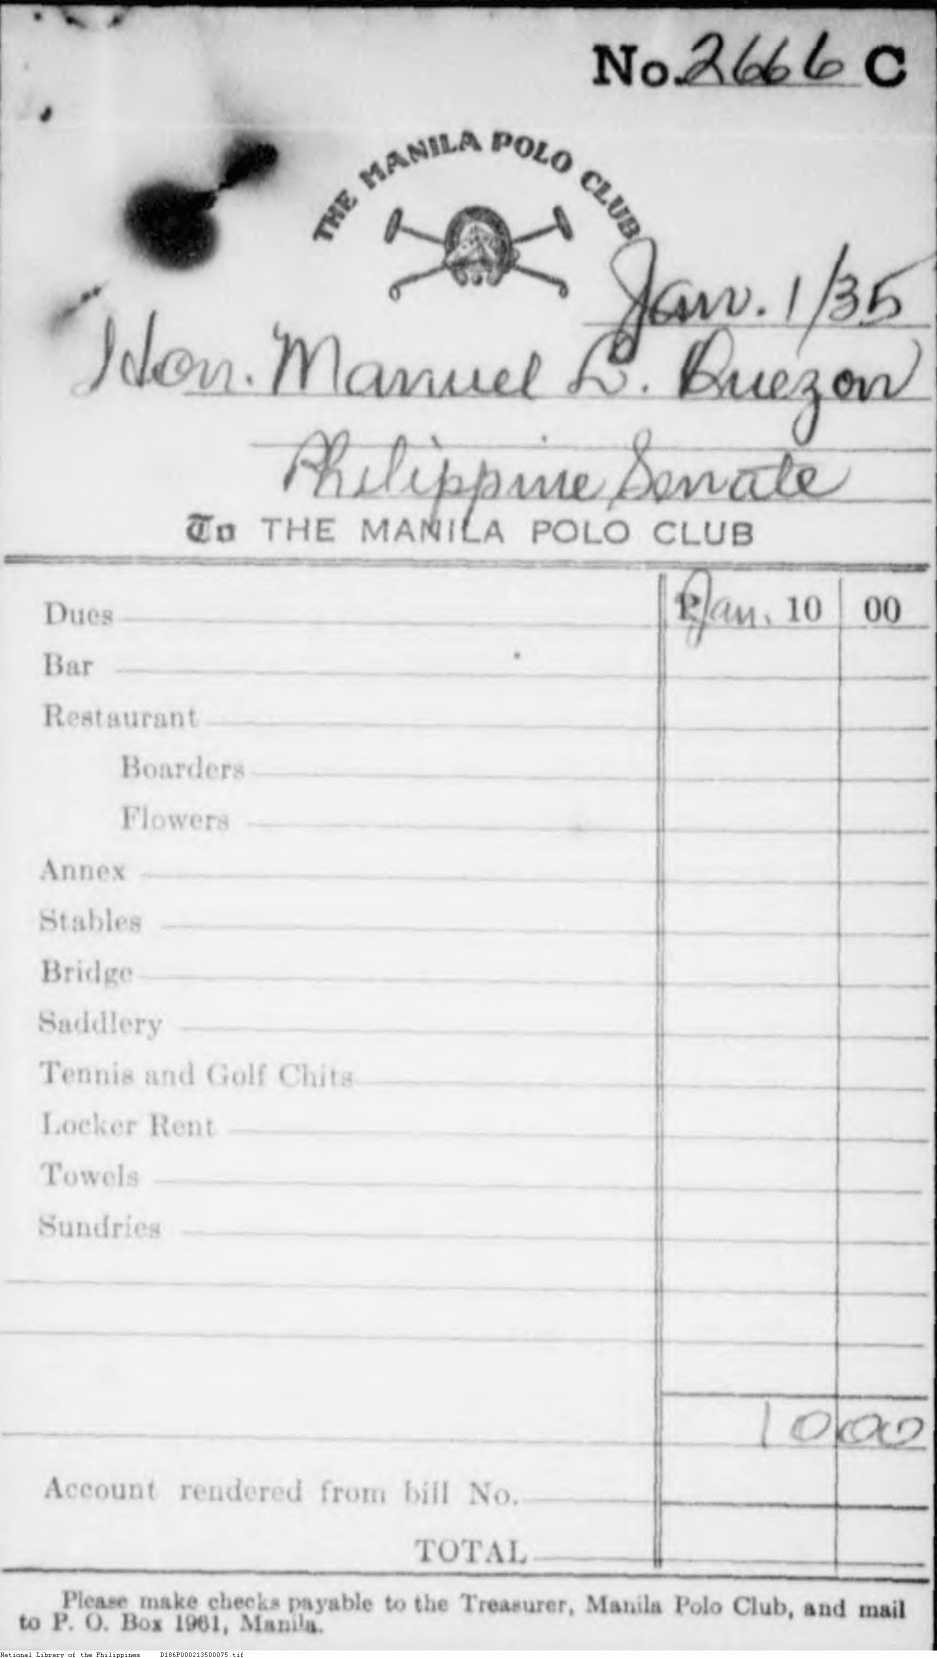 No. 2666 C
THE MANILA POLO CLUB
Jan. 1/35
Hon. Manuel L. Quezon
Philippine Senate
To THE MANILA POLO CLUB
Dues ₱ Jan. 10 00
Bar
Restaurant
Boarders
Flowers
Annex
Stables
Bridge
Saddlery
Tennis and Golf Chits
Locker Rent
Towels
Sundries
10 00
Account rendered from bill No.
TOTAL
Please make checks payable to the Treasurer, Manila Polo Club, and mail
to P. O. Box 1961, Manila.
National Library of the Philippines D186P000213500075.tif